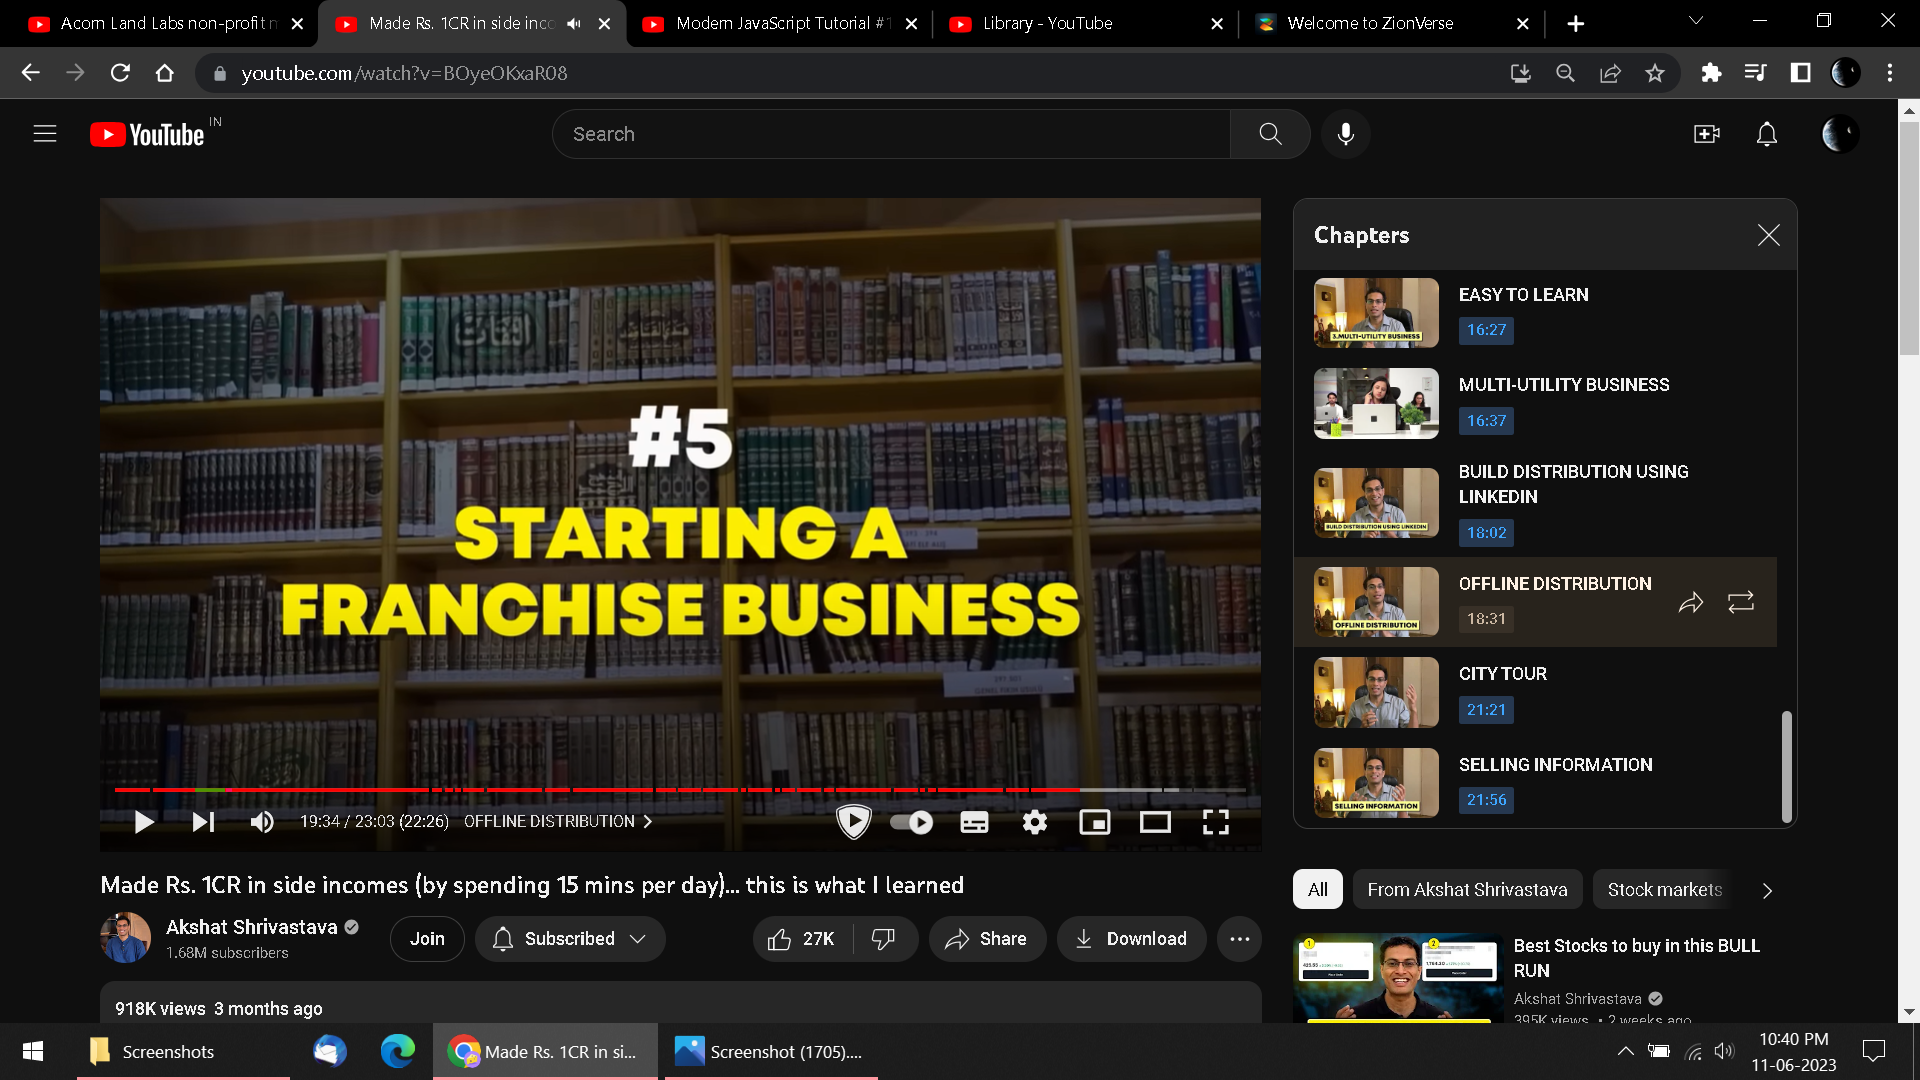 Acorn Land Labs non-profit
Made Rs. 1CR in side inco
Modern JavaScript Tutorial #1
Library - YouTube
Welcome to ZionVerse
youtube.com/watch?v=BOyeOKxaR08
YouTube IN
Search
#5
STARTING A
FRANCHISE BUSINESS
19:34 / 23:03 (22:26) OFFLINE DISTRIBUTION
Chapters
3.MULTI-UTILITY BUSINESS
EASY TO LEARN
16:27
MULTI-UTILITY BUSINESS
16:37
BUILD DISTRIBUTION USING LINKEDIN
BUILD DISTRIBUTION USING
LINKEDIN
18:02
OFFLINE DISTRIBUTION
OFFLINE DISTRIBUTION
18:31
CITY TOUR
21:21
SELLING INFORMATION
SELLING INFORMATION
21:56
Made Rs. 1CR in side incomes (by spending 15 mins per day)... this is what I learned
Akshat Shrivastava
1.68M subscribers
Join
Subscribed
27K
Share
Download
918K views 3 months ago
All
From Akshat Shrivastava
Stock markets
Best Stocks to buy in this BULL
RUN
Akshat Shrivastava
395K views • 2 weeks ago
Screenshots
Made Rs. 1CR in si...
Screenshot (1705)....
10:40 PM
11-06-2023